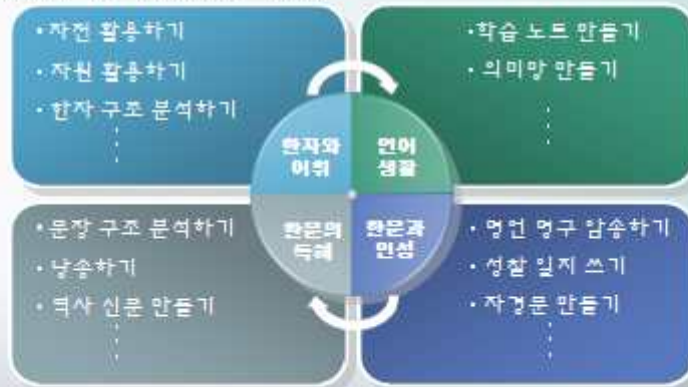 • 자전 활용하기
• 자원 활용하기
• 한자 구조 분석하기
• 학습 노트 만들기
• 의미망 만들기
한자와
어휘
언어
생활
한문의
독해
한문과
인성
• 문장 구조 분석하기
• 낭송하기
• 역사 신문 만들기
• 명언 명구 암송하기
• 성찰 일지 쓰기
• 자경문 만들기